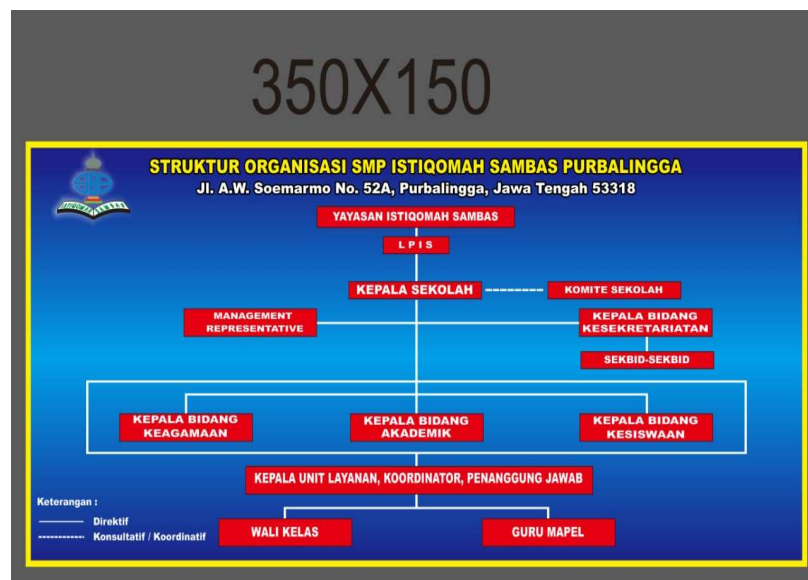 350X150
STRUKTUR ORGANISASI SMP ISTIQOMAH SAMBAS PURBALINGGA
Jl. A.W. Soemarmo No. 52A, Purbalingga, Jawa Tengah 53318
YAYASAN ISTIQOMAH SAMBAS
L P I S
KEPALA SEKOLAH
KOMITE SEKOLAH
MANAGEMENT
REPRESENTATIVE
KEPALA BIDANG
KESEKRETARIATAN
SEKBID-SEKBID
KEPALA BIDANG
KEAGAMAAN
KEPALA BIDANG
AKADEMIK
KEPALA BIDANG
KESISWAAN
KEPALA UNIT LAYANAN, KOORDINATOR, PENANGGUNG JAWAB
WALI KELAS
GURU MAPEL
Keterangan :
Direktif
Konsultatif / Koordinatif